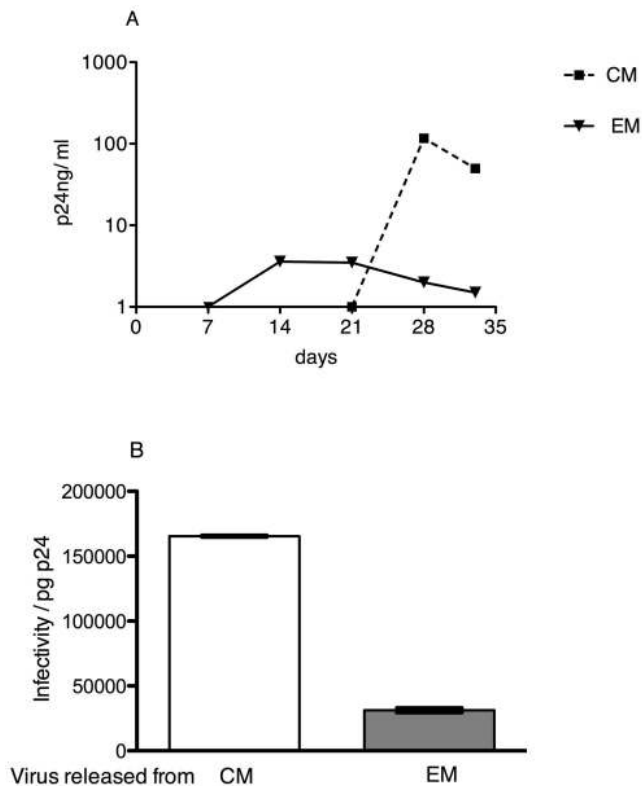 A
1000
100
10
1
p24ng/ ml
0 7 14 21 28 35
days
CM
EM
B
200000
150000
100000
50000
0
Infectivity / pg p24
Virus released from CM EM